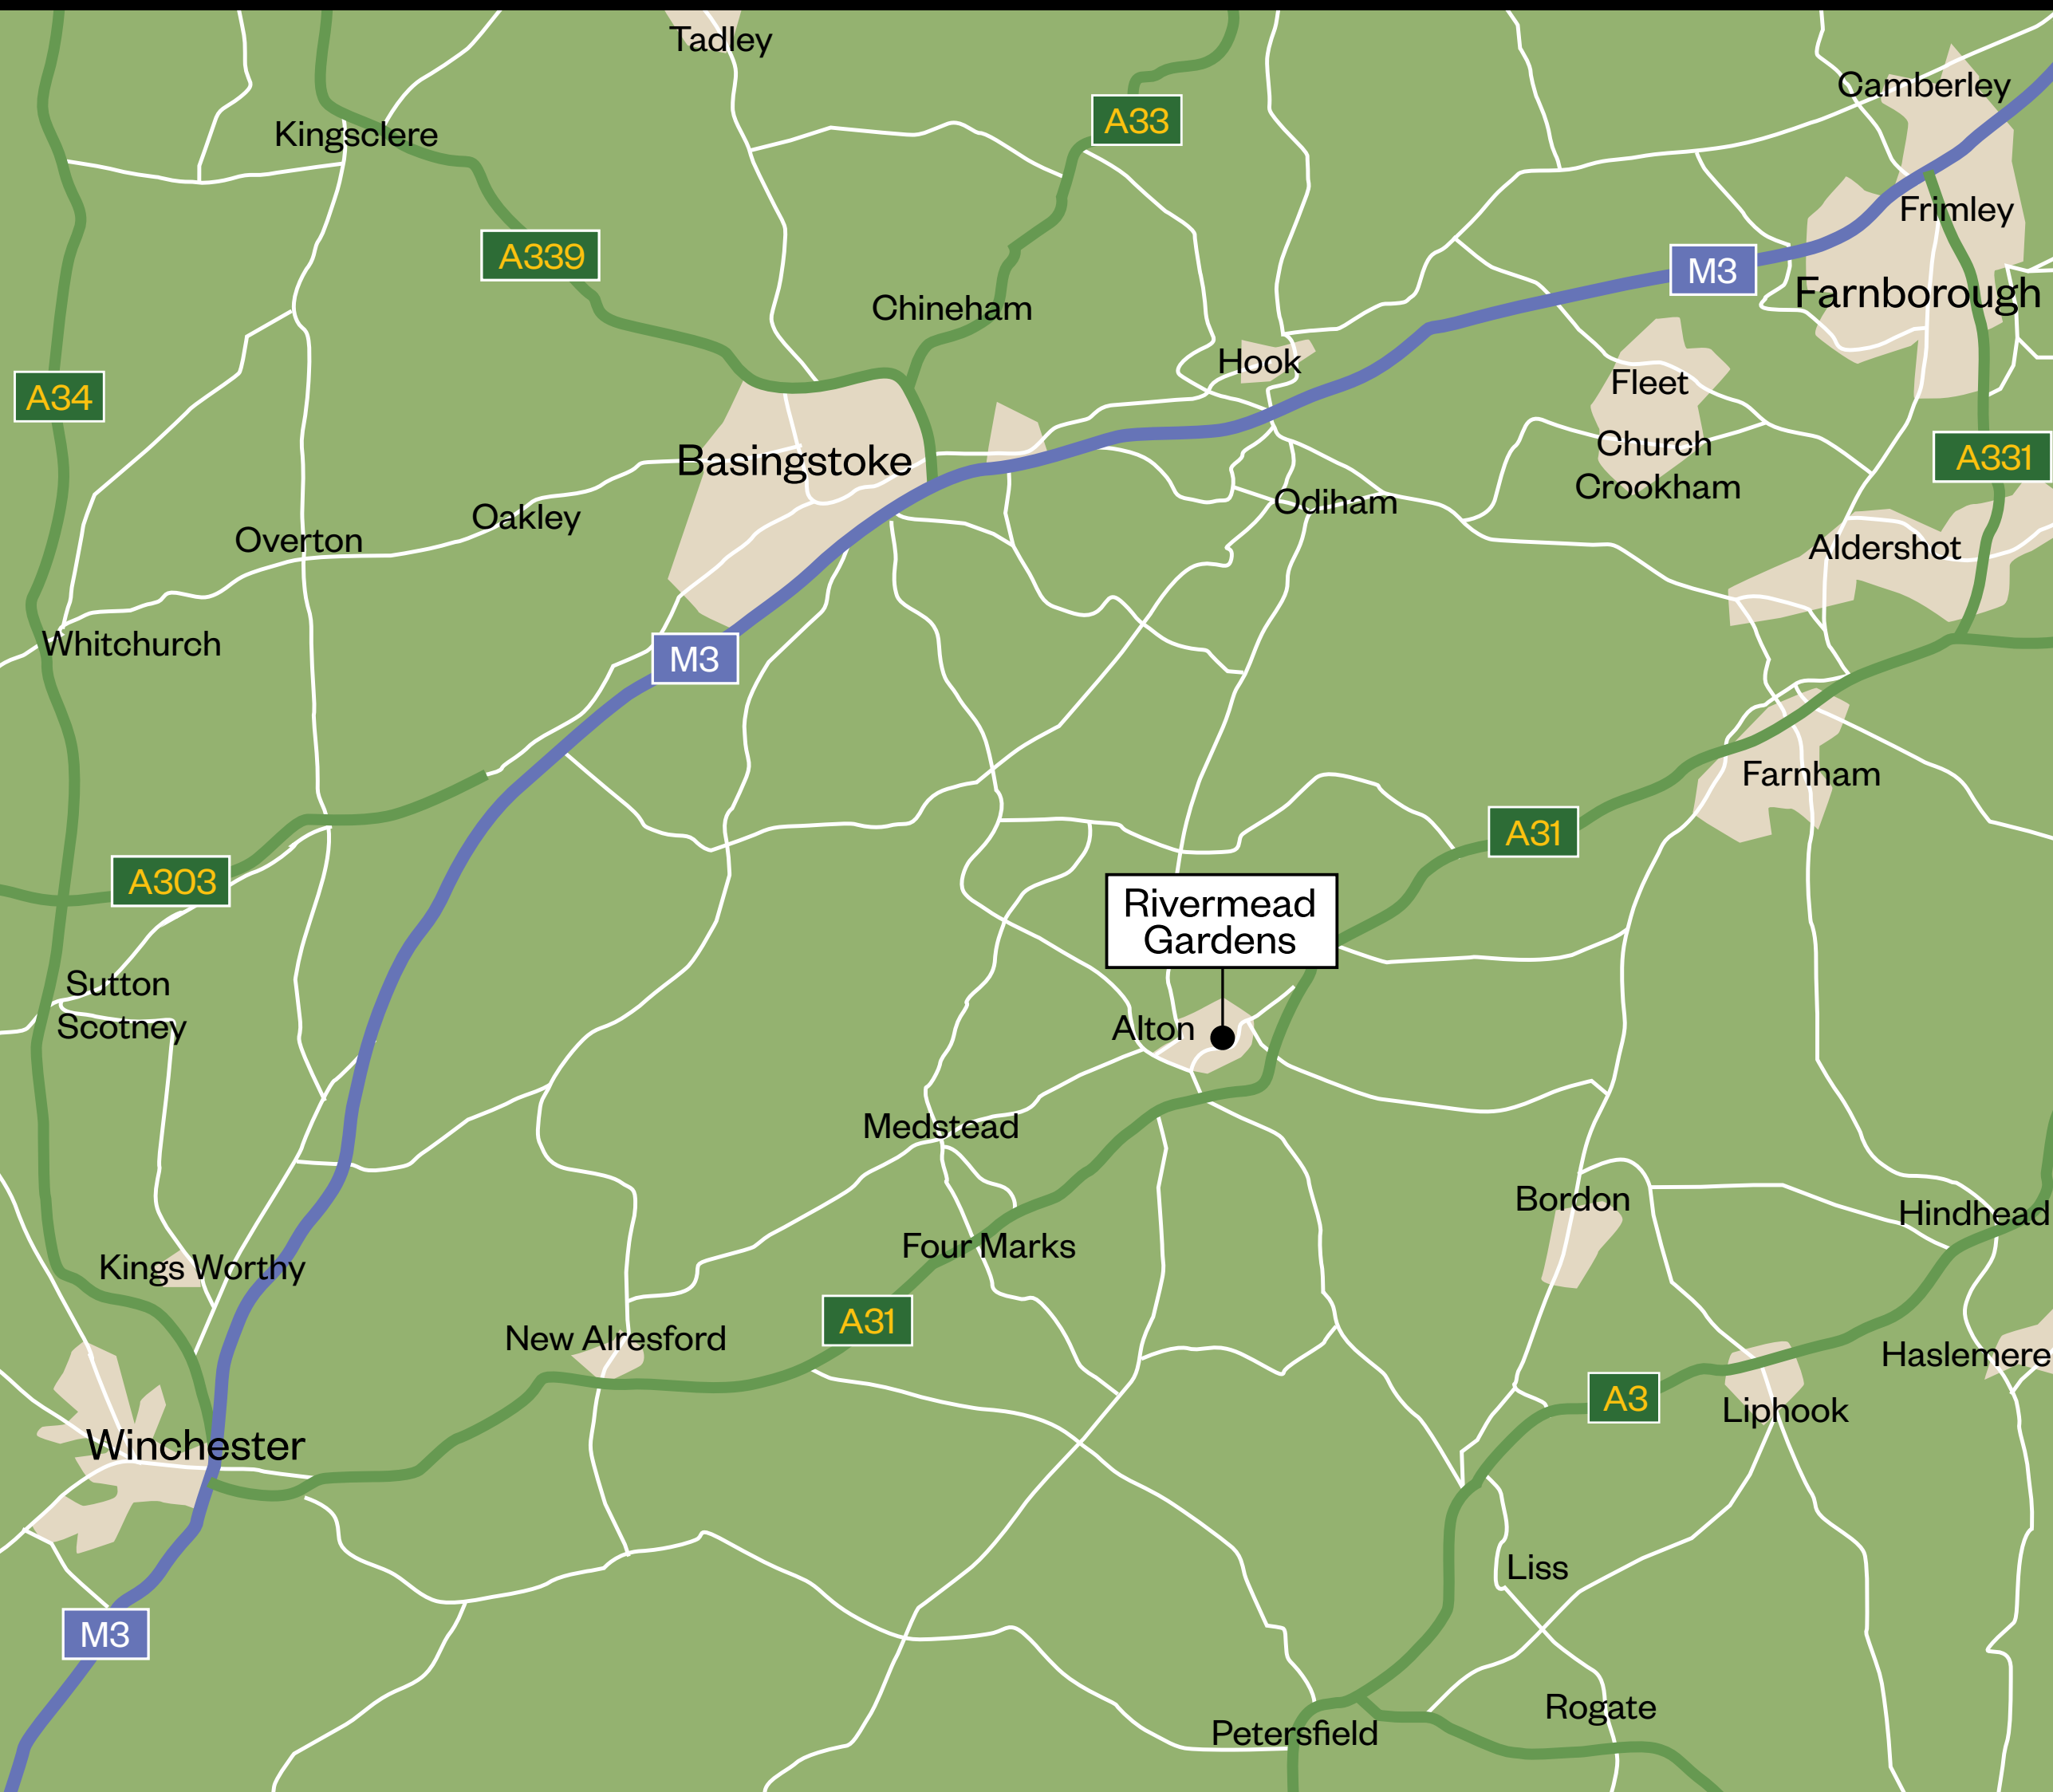 Tadley
Camberley
A33
Kingsclere
Frimley
A339
M3
Farnborough
Chineham
Hook
Fleet
A34
Church
Crookham
Basingstoke
A331
Odiham
Oakley
Overton
Aldershot
Whitchurch
M3
Farnham
A31
A303
Rivermead
Gardens
Sutton
Scotney
Alton
Medstead
Bordon
Hindhead
Four Marks
Kings Worthy
A31
New Alresford
Haslemere
A3
Liphook
Winchester
Liss
M3
Rogate
Petersfield